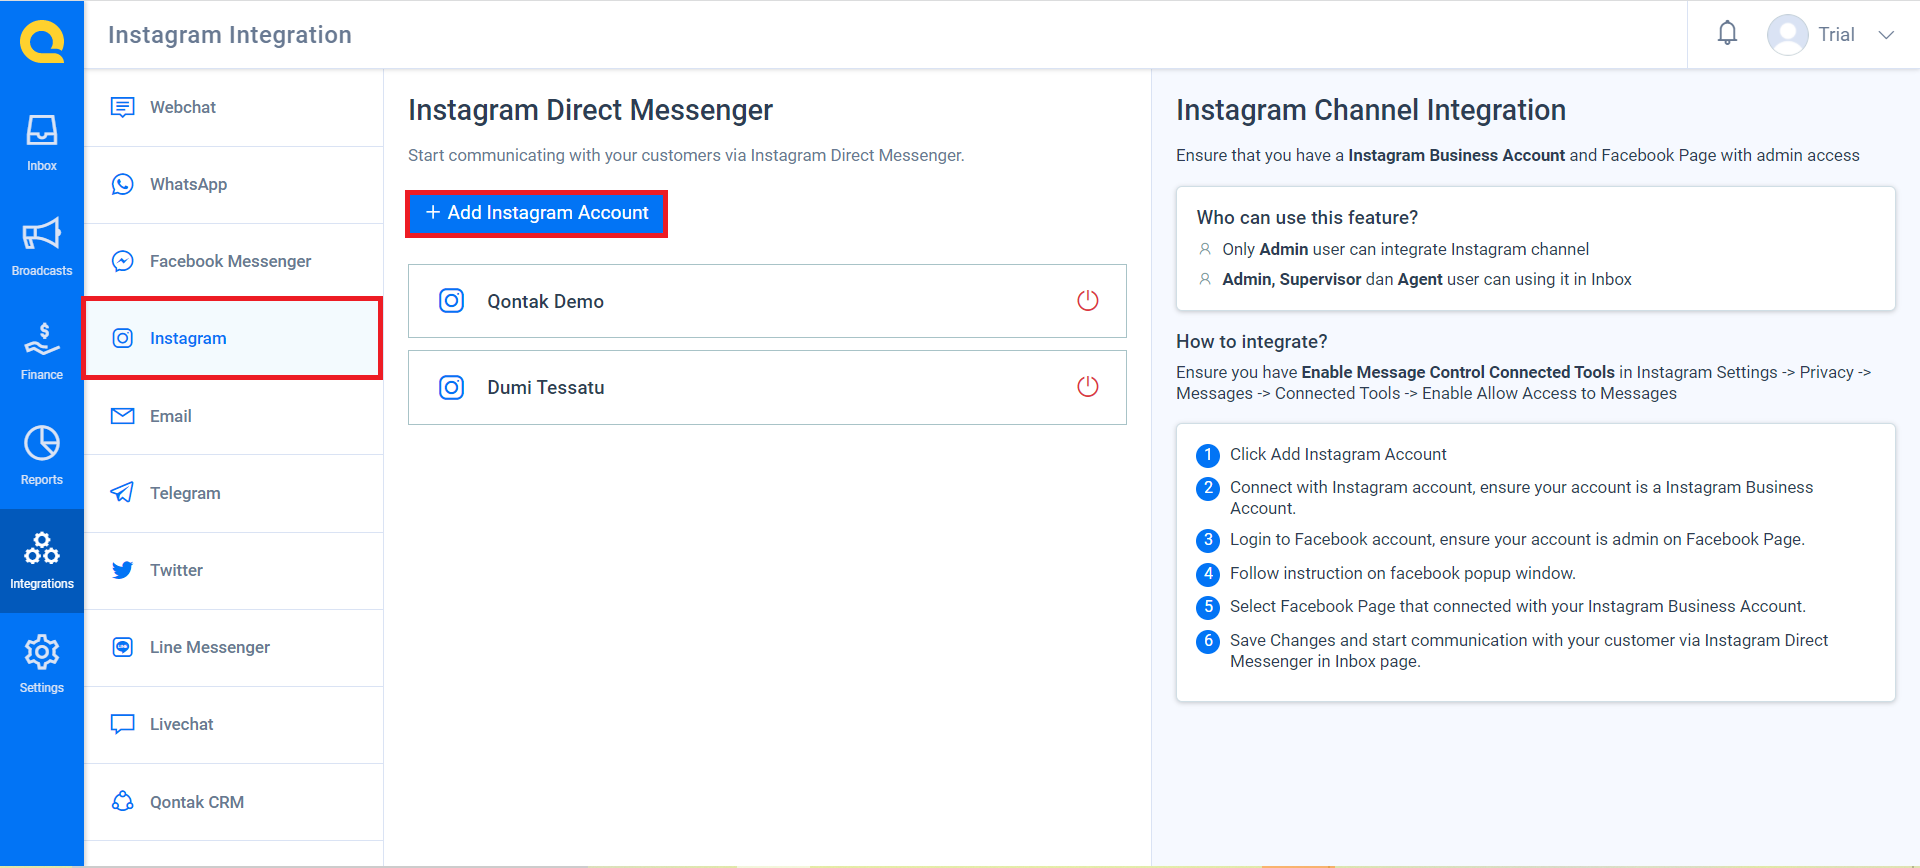 Instagram Integration
Trial
Inbox
Broadcasts
Finance
Reports
Integrations
Settings
Webchat
WhatsApp
Facebook Messenger
Instagram
Email
Telegram
Twitter
Line Messenger
Livechat
Qontak CRM
Instagram Direct Messenger
Start communicating with your customers via Instagram Direct Messenger.
+ Add Instagram Account
Qontak Demo
Dumi Tessatu
Instagram Channel Integration
Ensure that you have a Instagram Business Account and Facebook Page with admin access
Who can use this feature?
Only Admin user can integrate Instagram channel
Admin, Supervisor dan Agent user can using it in Inbox
How to integrate?
Ensure you have Enable Message Control Connected Tools in Instagram Settings -> Privacy ->
Messages -> Connected Tools -> Enable Allow Access to Messages
1 Click Add Instagram Account
2 Connect with Instagram account, ensure your account is a Instagram Business
Account.
3 Login to Facebook account, ensure your account is admin on Facebook Page.
4 Follow instruction on facebook popup window.
5 Select Facebook Page that connected with your Instagram Business Account.
6 Save Changes and start communication with your customer via Instagram Direct
Messenger in Inbox page.